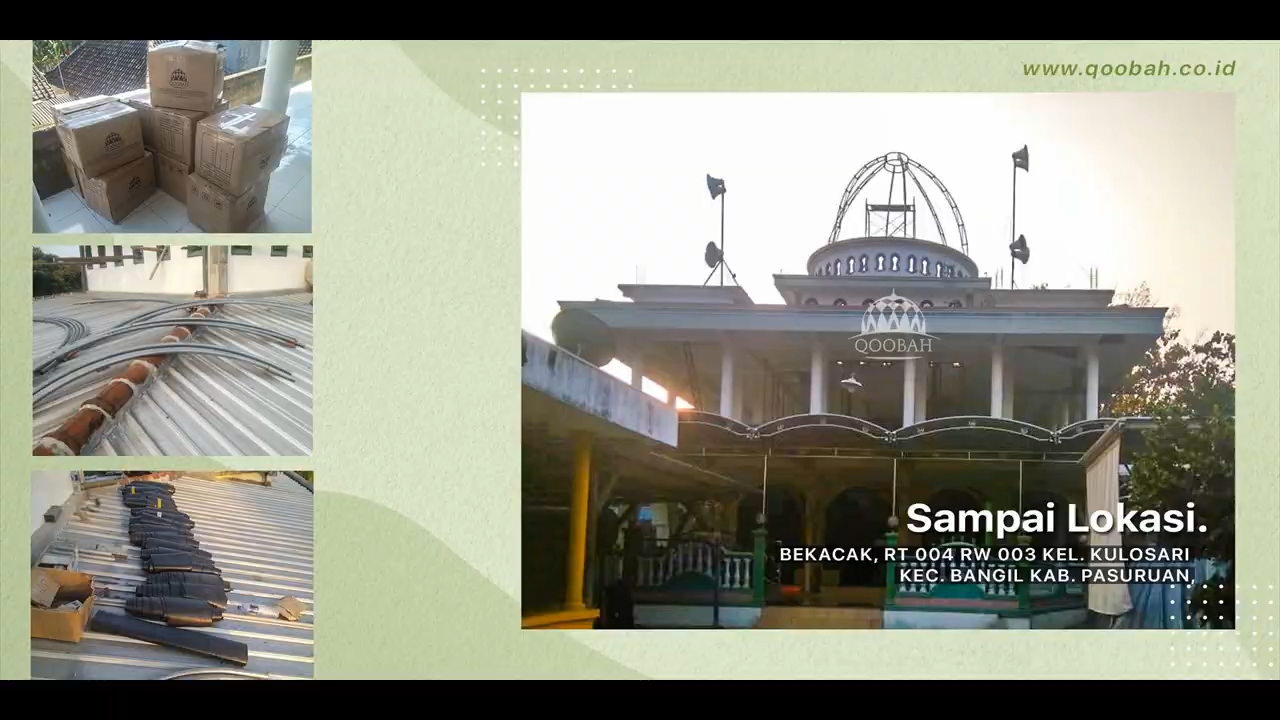 www.qoobah.co.id
QOOBAH
Sampai Lokasi.
BEKACAK, RT 004 RW 003 KEL. KULOSARI
KEC. BANGIL KAB. PASURUAN,